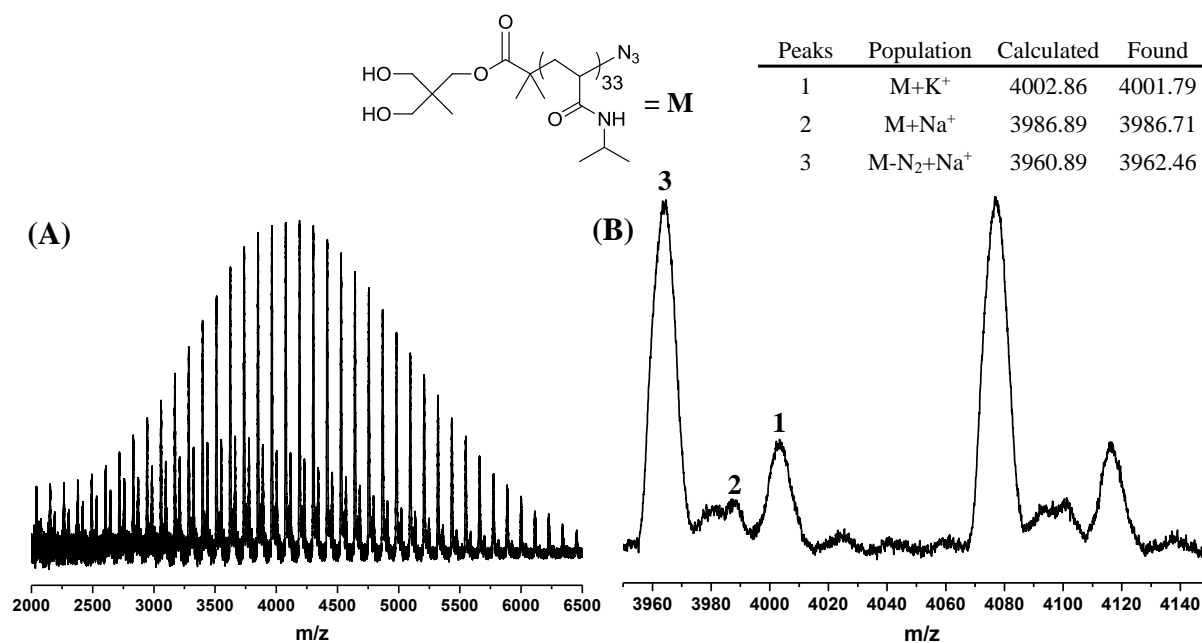 O
HO
O
N₃
33
HO
O
NH
= M
Peaks Population Calculated Found
1 M+K⁺ 4002.86 4001.79
2 M+Na⁺ 3986.89 3986.71
3 M-N₂+Na⁺ 3960.89 3962.46
(A)
(B)
3
2
1
2000 2500 3000 3500 4000 4500 5000 5500 6000 6500
m/z
3960 3980 4000 4020 4040 4060 4080 4100 4120 4140
m/z